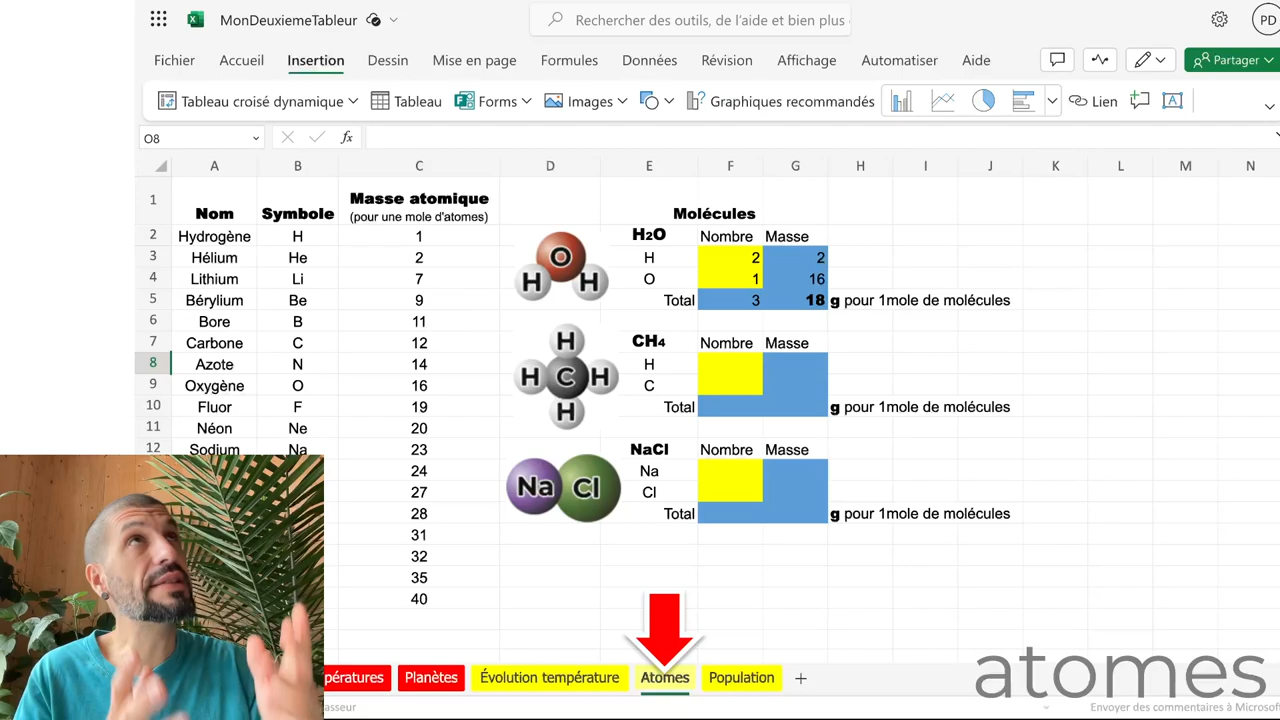 MonDeuxiemeTableur
Rechercher des outils, de l'aide et bien plus
PD
Fichier Accueil Insertion Dessin Mise en page Formules Données Révision Affichage Automatiser Aide Partager
Tableau croisé dynamique Tableau Forms Images Graphiques recommandés Lien A
O8 fx
A B C D E F G H I J K L M N
1 Nom Symbole Masse atomique Molécules
(pour une mole d'atomes)
2 Hydrogène H 1 H2O Nombre Masse
3 Hélium He 2 H 2 2
4 Lithium Li 7 O 1 16
5 Bérylium Be 9 Total 3 18 g pour 1mole de molécules
6 Bore B 11
7 Carbone C 12 CH4 Nombre Masse
8 Azote N 14 H
9 Oxygène O 16 C
10 Fluor F 19 Total g pour 1mole de molécules
11 Néon Ne 20
12 Sodium Na 23 NaCl Nombre Masse
24 Na
27 Cl
28 Total g pour 1mole de molécules
31
32
35
40
O
H H
H
H C H
H
Na Cl
pératures Planètes Évolution température Atomes Population +
atomes
asseur Envoyer des commentaires à Microsof